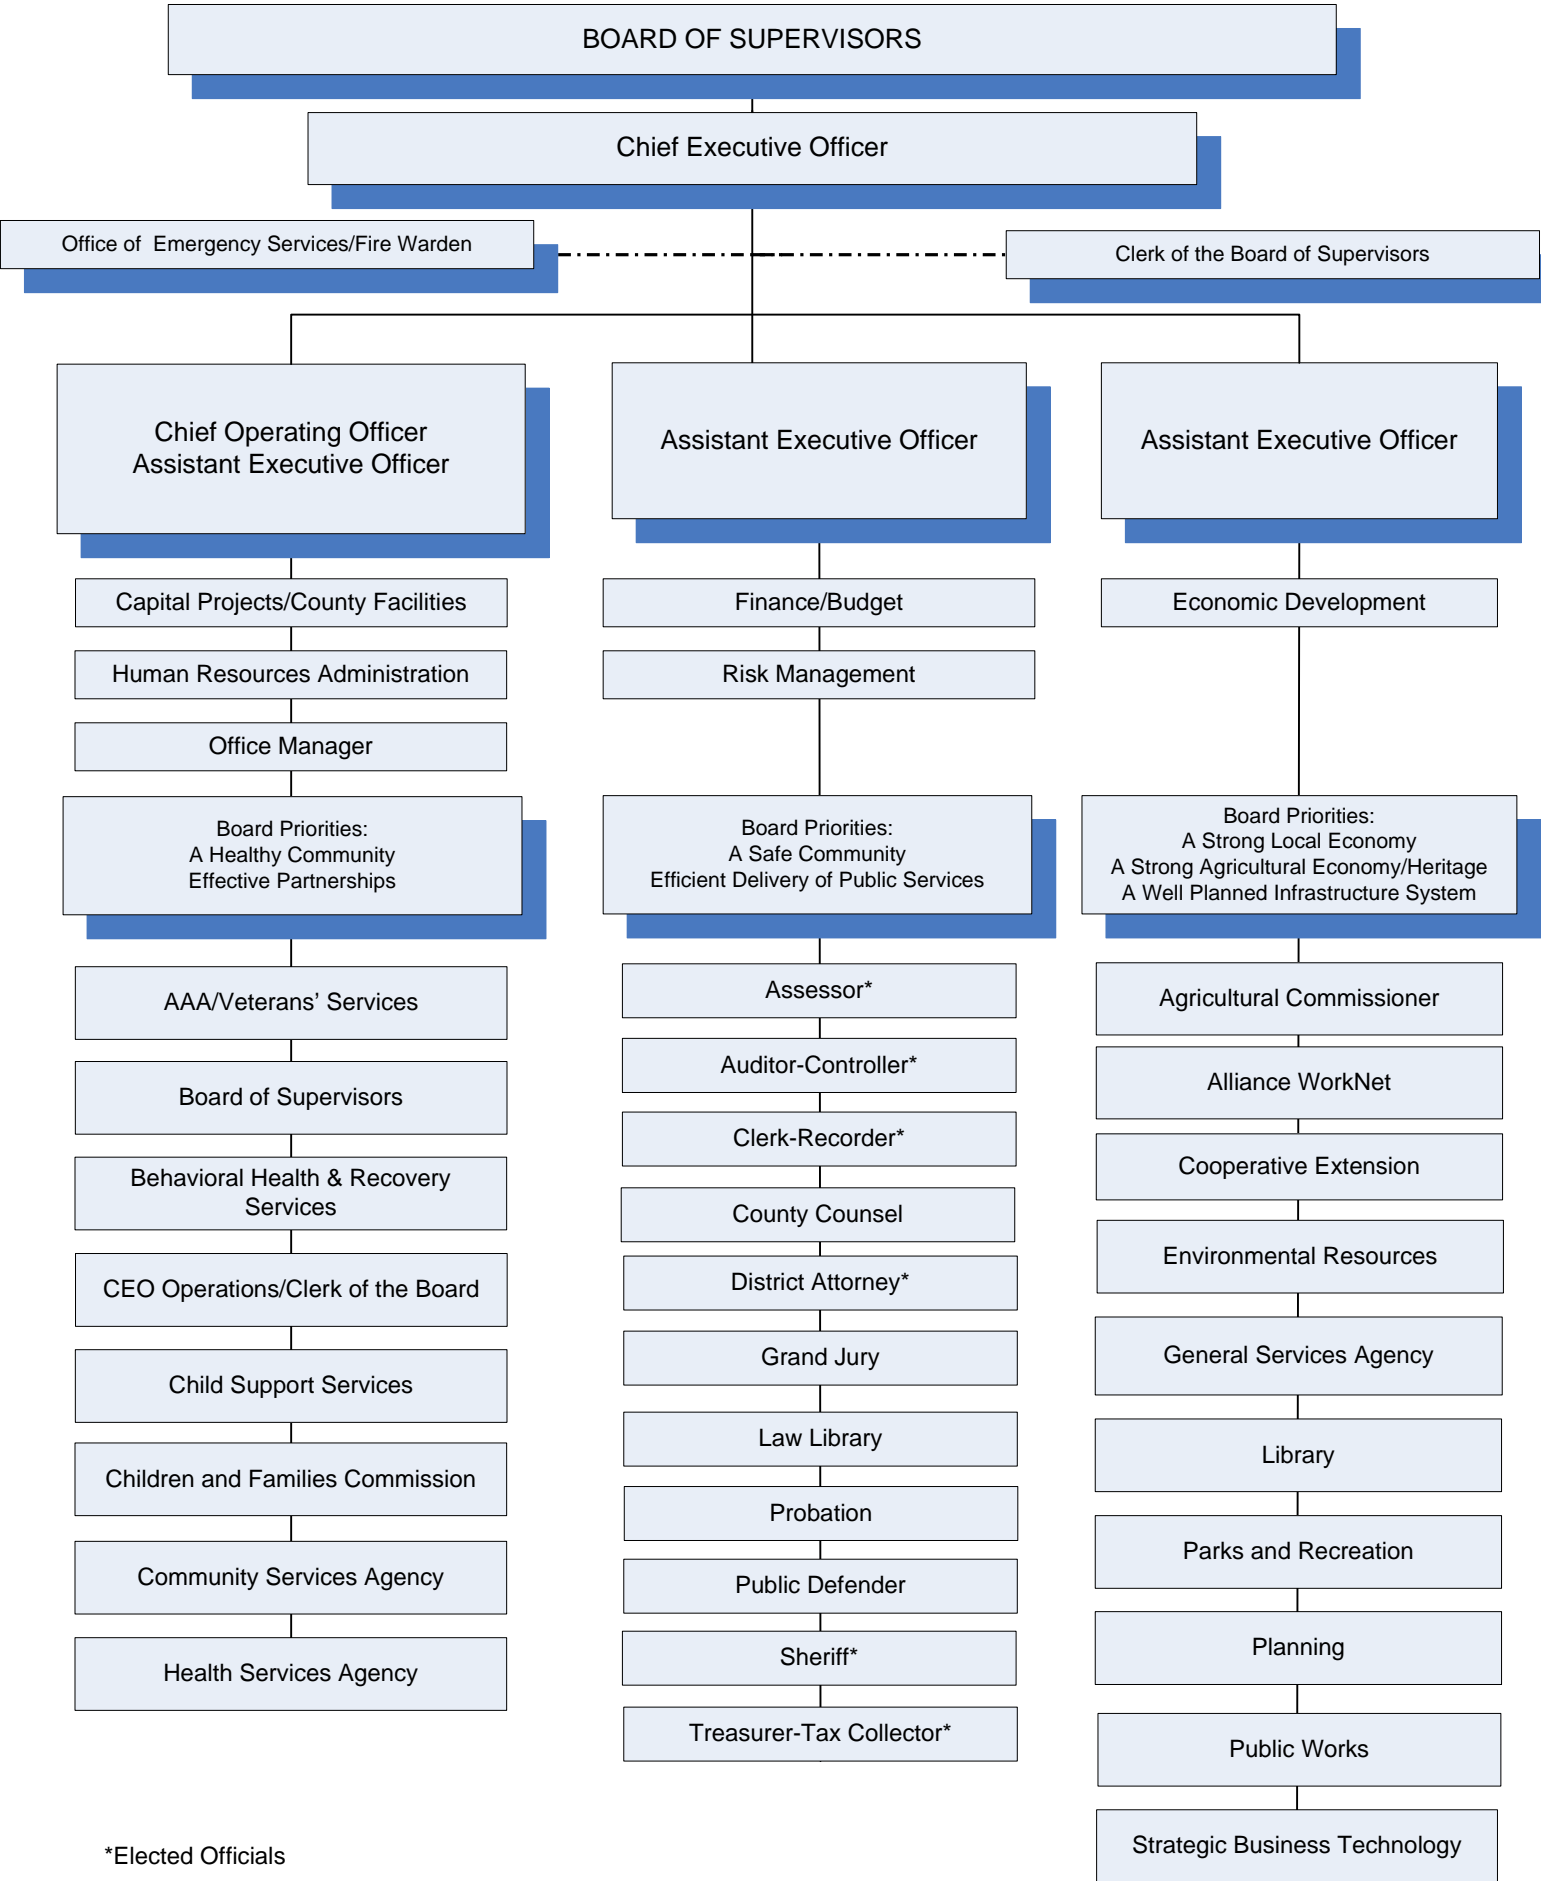 BOARD OF SUPERVISORS
Chief Executive Officer
Office of Emergency Services/Fire Warden
Clerk of the Board of Supervisors
Chief Operating Officer
Assistant Executive Officer
Capital Projects/County Facilities
Human Resources Administration
Office Manager
Board Priorities:
A Healthy Community
Effective Partnerships
AAA/Veterans’ Services
Board of Supervisors
Behavioral Health & Recovery
Services
CEO Operations/Clerk of the Board
Child Support Services
Children and Families Commission
Community Services Agency
Health Services Agency
Assistant Executive Officer
Finance/Budget
Risk Management
Board Priorities:
A Safe Community
Efficient Delivery of Public Services
Assessor*
Auditor-Controller*
Clerk-Recorder*
County Counsel
District Attorney*
Grand Jury
Law Library
Probation
Public Defender
Sheriff*
Treasurer-Tax Collector*
Assistant Executive Officer
Economic Development
Board Priorities:
A Strong Local Economy
A Strong Agricultural Economy/Heritage
A Well Planned Infrastructure System
Agricultural Commissioner
Alliance WorkNet
Cooperative Extension
Environmental Resources
General Services Agency
Library
Parks and Recreation
Planning
Public Works
Strategic Business Technology
*Elected Officials